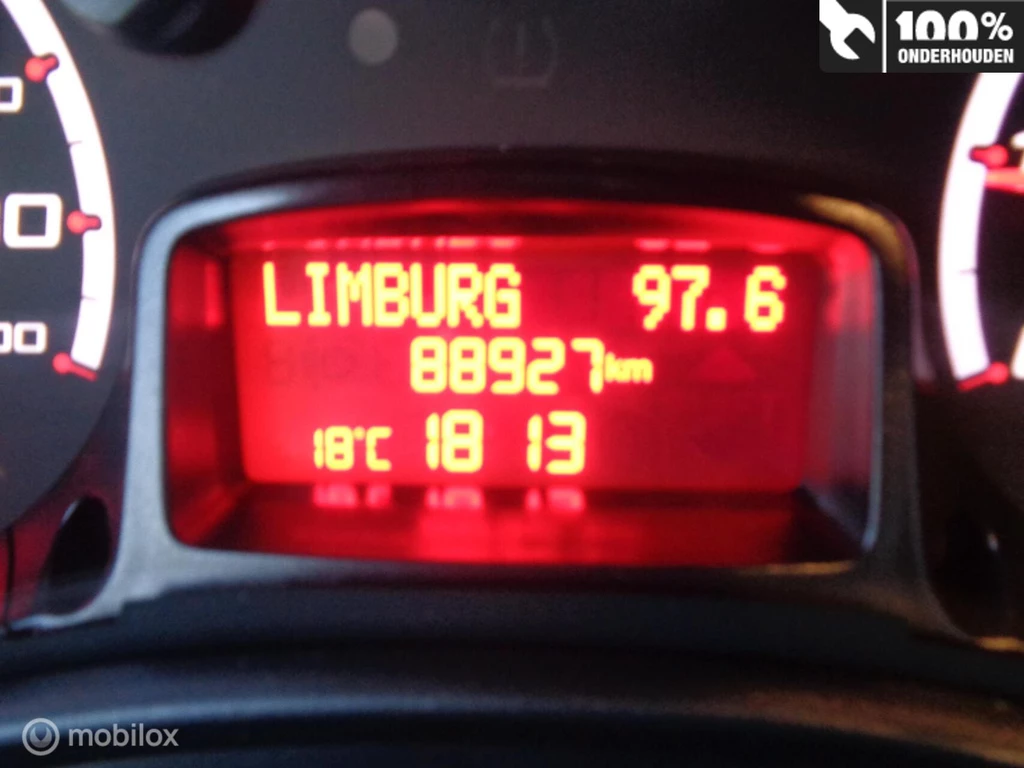 100%
ONDERHOUDEN
LIMBURG 97.6
88927km
18°C 18 13
mobilox